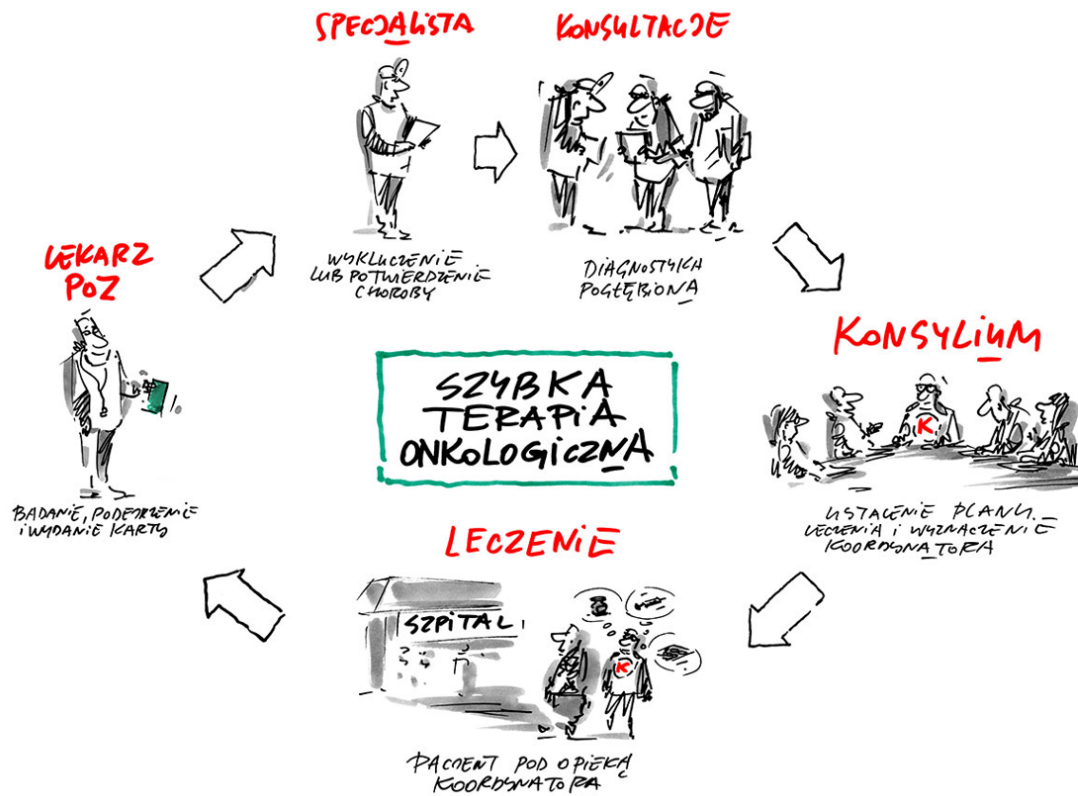 SPECJALISTA
KONSULTACJE
WYKLUCZENIE
LUB POTWIERDZENIE
CHOROBY
DIAGNOSTYKA
POGŁĘBIONA
LEKARZ
POZ
BADANIE, PODEJRZENIE
I WYDANIE KARTY
KONSYLIUM
K
USTALENIE PLANU
LECZENIA I WYZNACZENIE
KOORDYNATORA
SZYBKA
TERAPIA
ONKOLOGICZNA
LECZENIE
SZPITAL
K
PACJENT POD OPIEKĄ
KOORDYNATORA